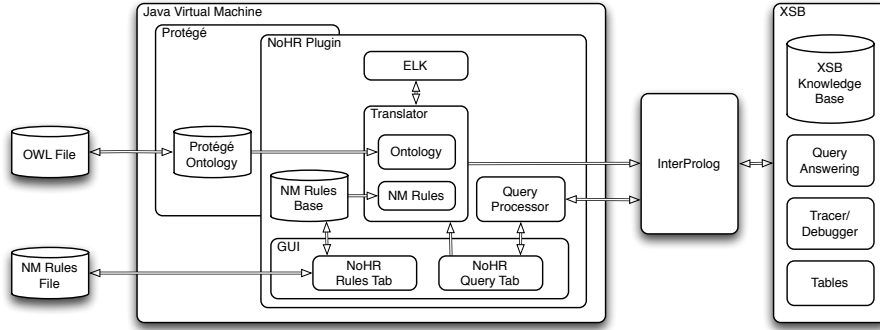 Java Virtual Machine
XSB
Protégé
NoHR Plugin
ELK
XSB
Knowledge
Base
Translator
OWL File
Protégé
Ontology
Ontology
InterProlog
Query
Answering
NM Rules
Base
NM Rules
Query
Processor
Tracer/
Debugger
GUI
NM Rules
File
NoHR
Rules Tab
NoHR
Query Tab
Tables